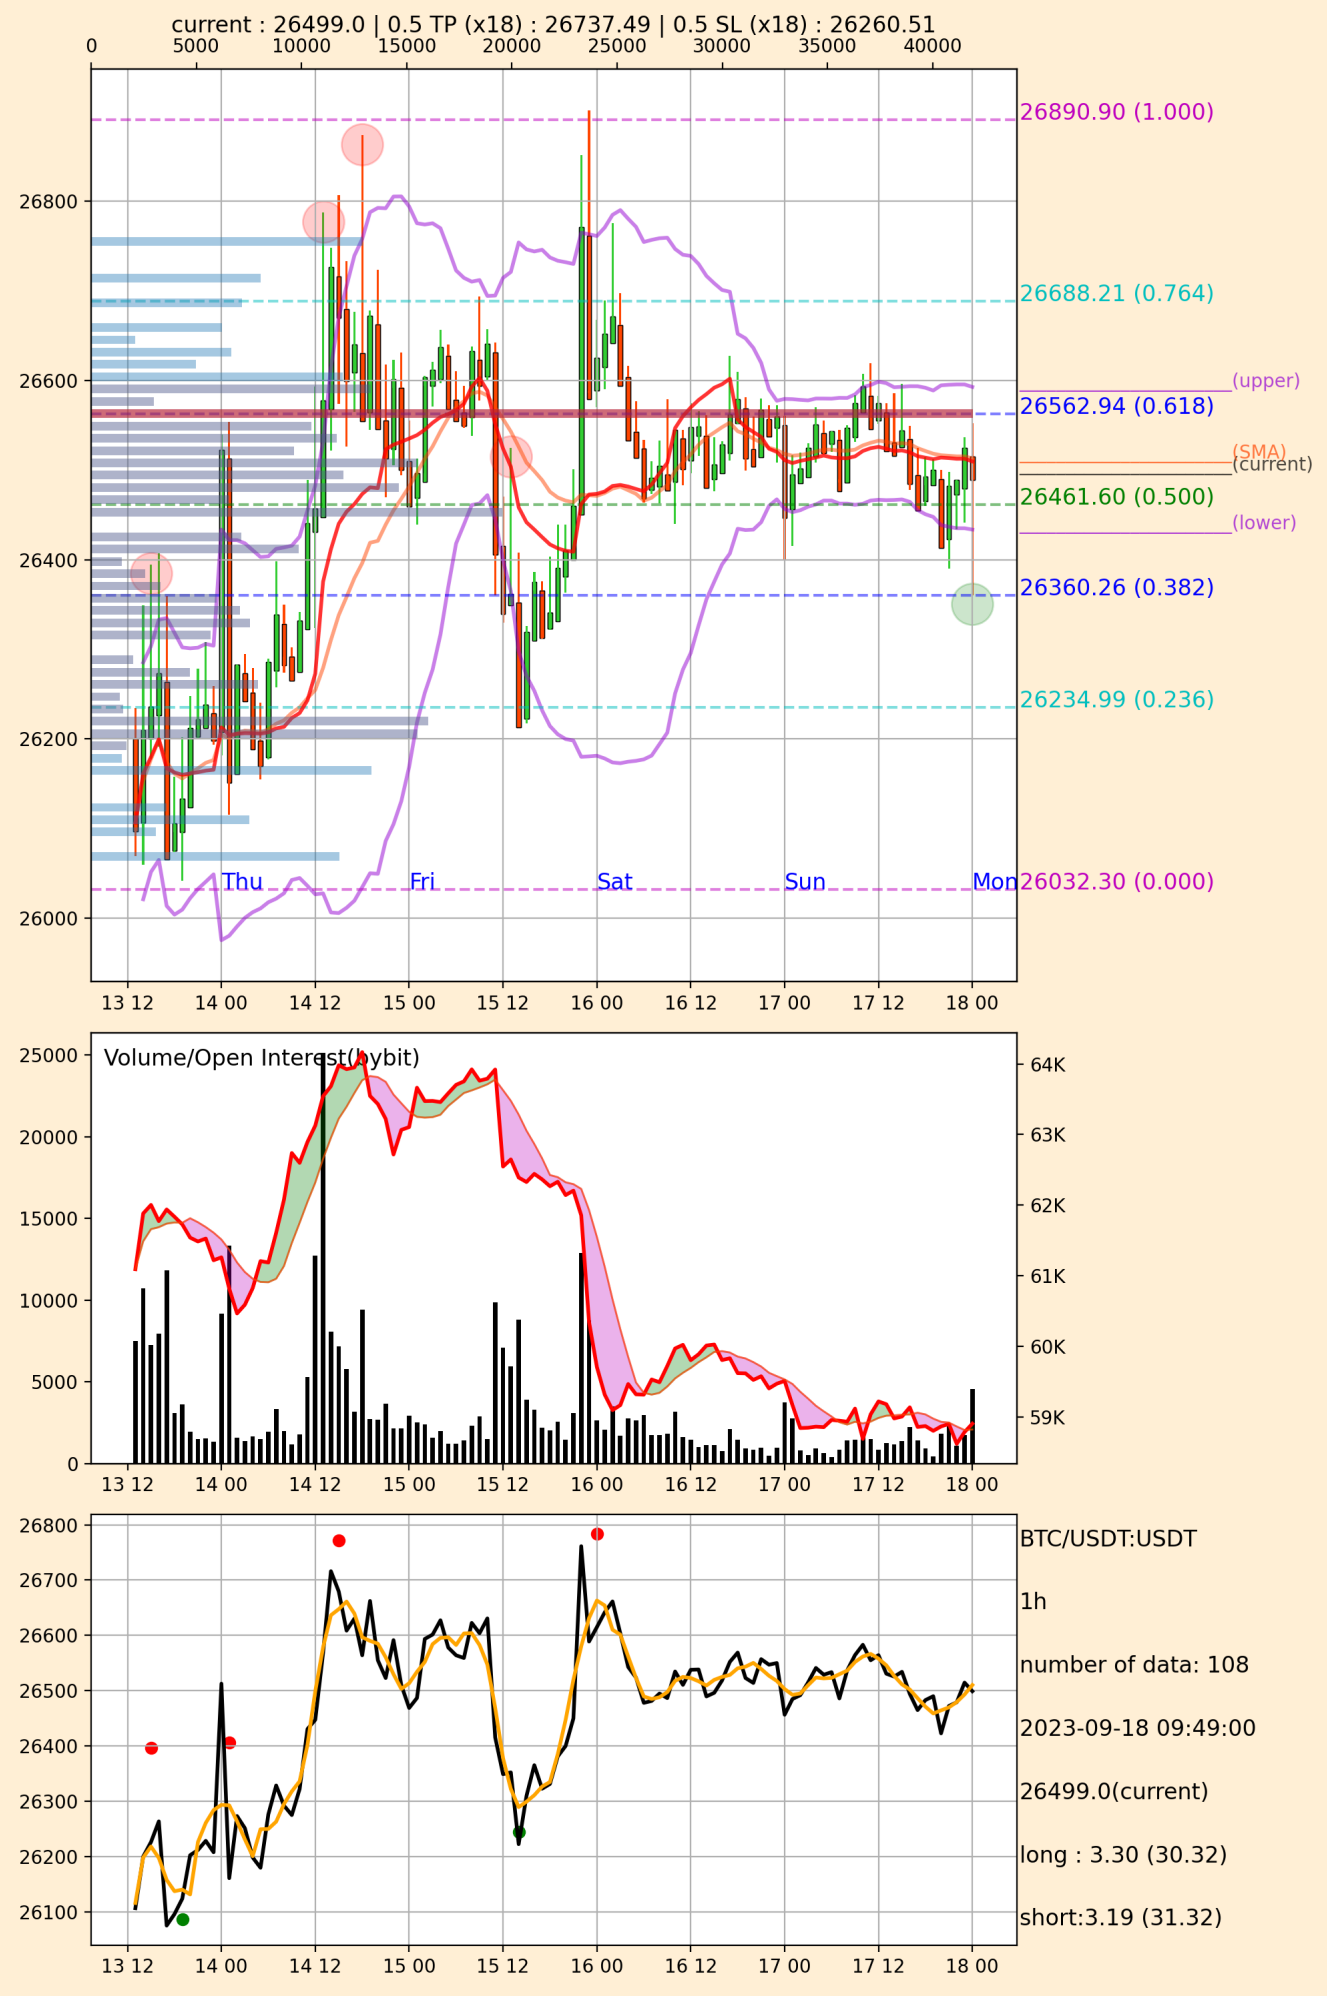 current : 26499.0 | 0.5 TP (x18) : 26737.49 | 0.5 SL (x18) : 26260.51
0 5000 10000 15000 20000 25000 30000 35000 40000
26890.90 (1.000)
26800
26688.21 (0.764)
26600
(upper)
26562.94 (0.618)
(SMA)
(current)
26461.60 (0.500)
(lower)
26400
26360.26 (0.382)
26234.99 (0.236)
26200
Thu Fri Sat Sun Mon
26032.30 (0.000)
26000
13 12 14 00 14 12 15 00 15 12 16 00 16 12 17 00 17 12 18 00
Volume/Open Interest(bybit)
25000
64K
20000
63K
15000
62K
61K
10000
60K
5000
59K
0
13 12 14 00 14 12 15 00 15 12 16 00 16 12 17 00 17 12 18 00
26800
BTC/USDT:USDT
26700
1h
26600
number of data: 108
26500
2023-09-18 09:49:00
26400
26499.0(current)
26300
long : 3.30 (30.32)
26200
short:3.19 (31.32)
26100
13 12 14 00 14 12 15 00 15 12 16 00 16 12 17 00 17 12 18 00